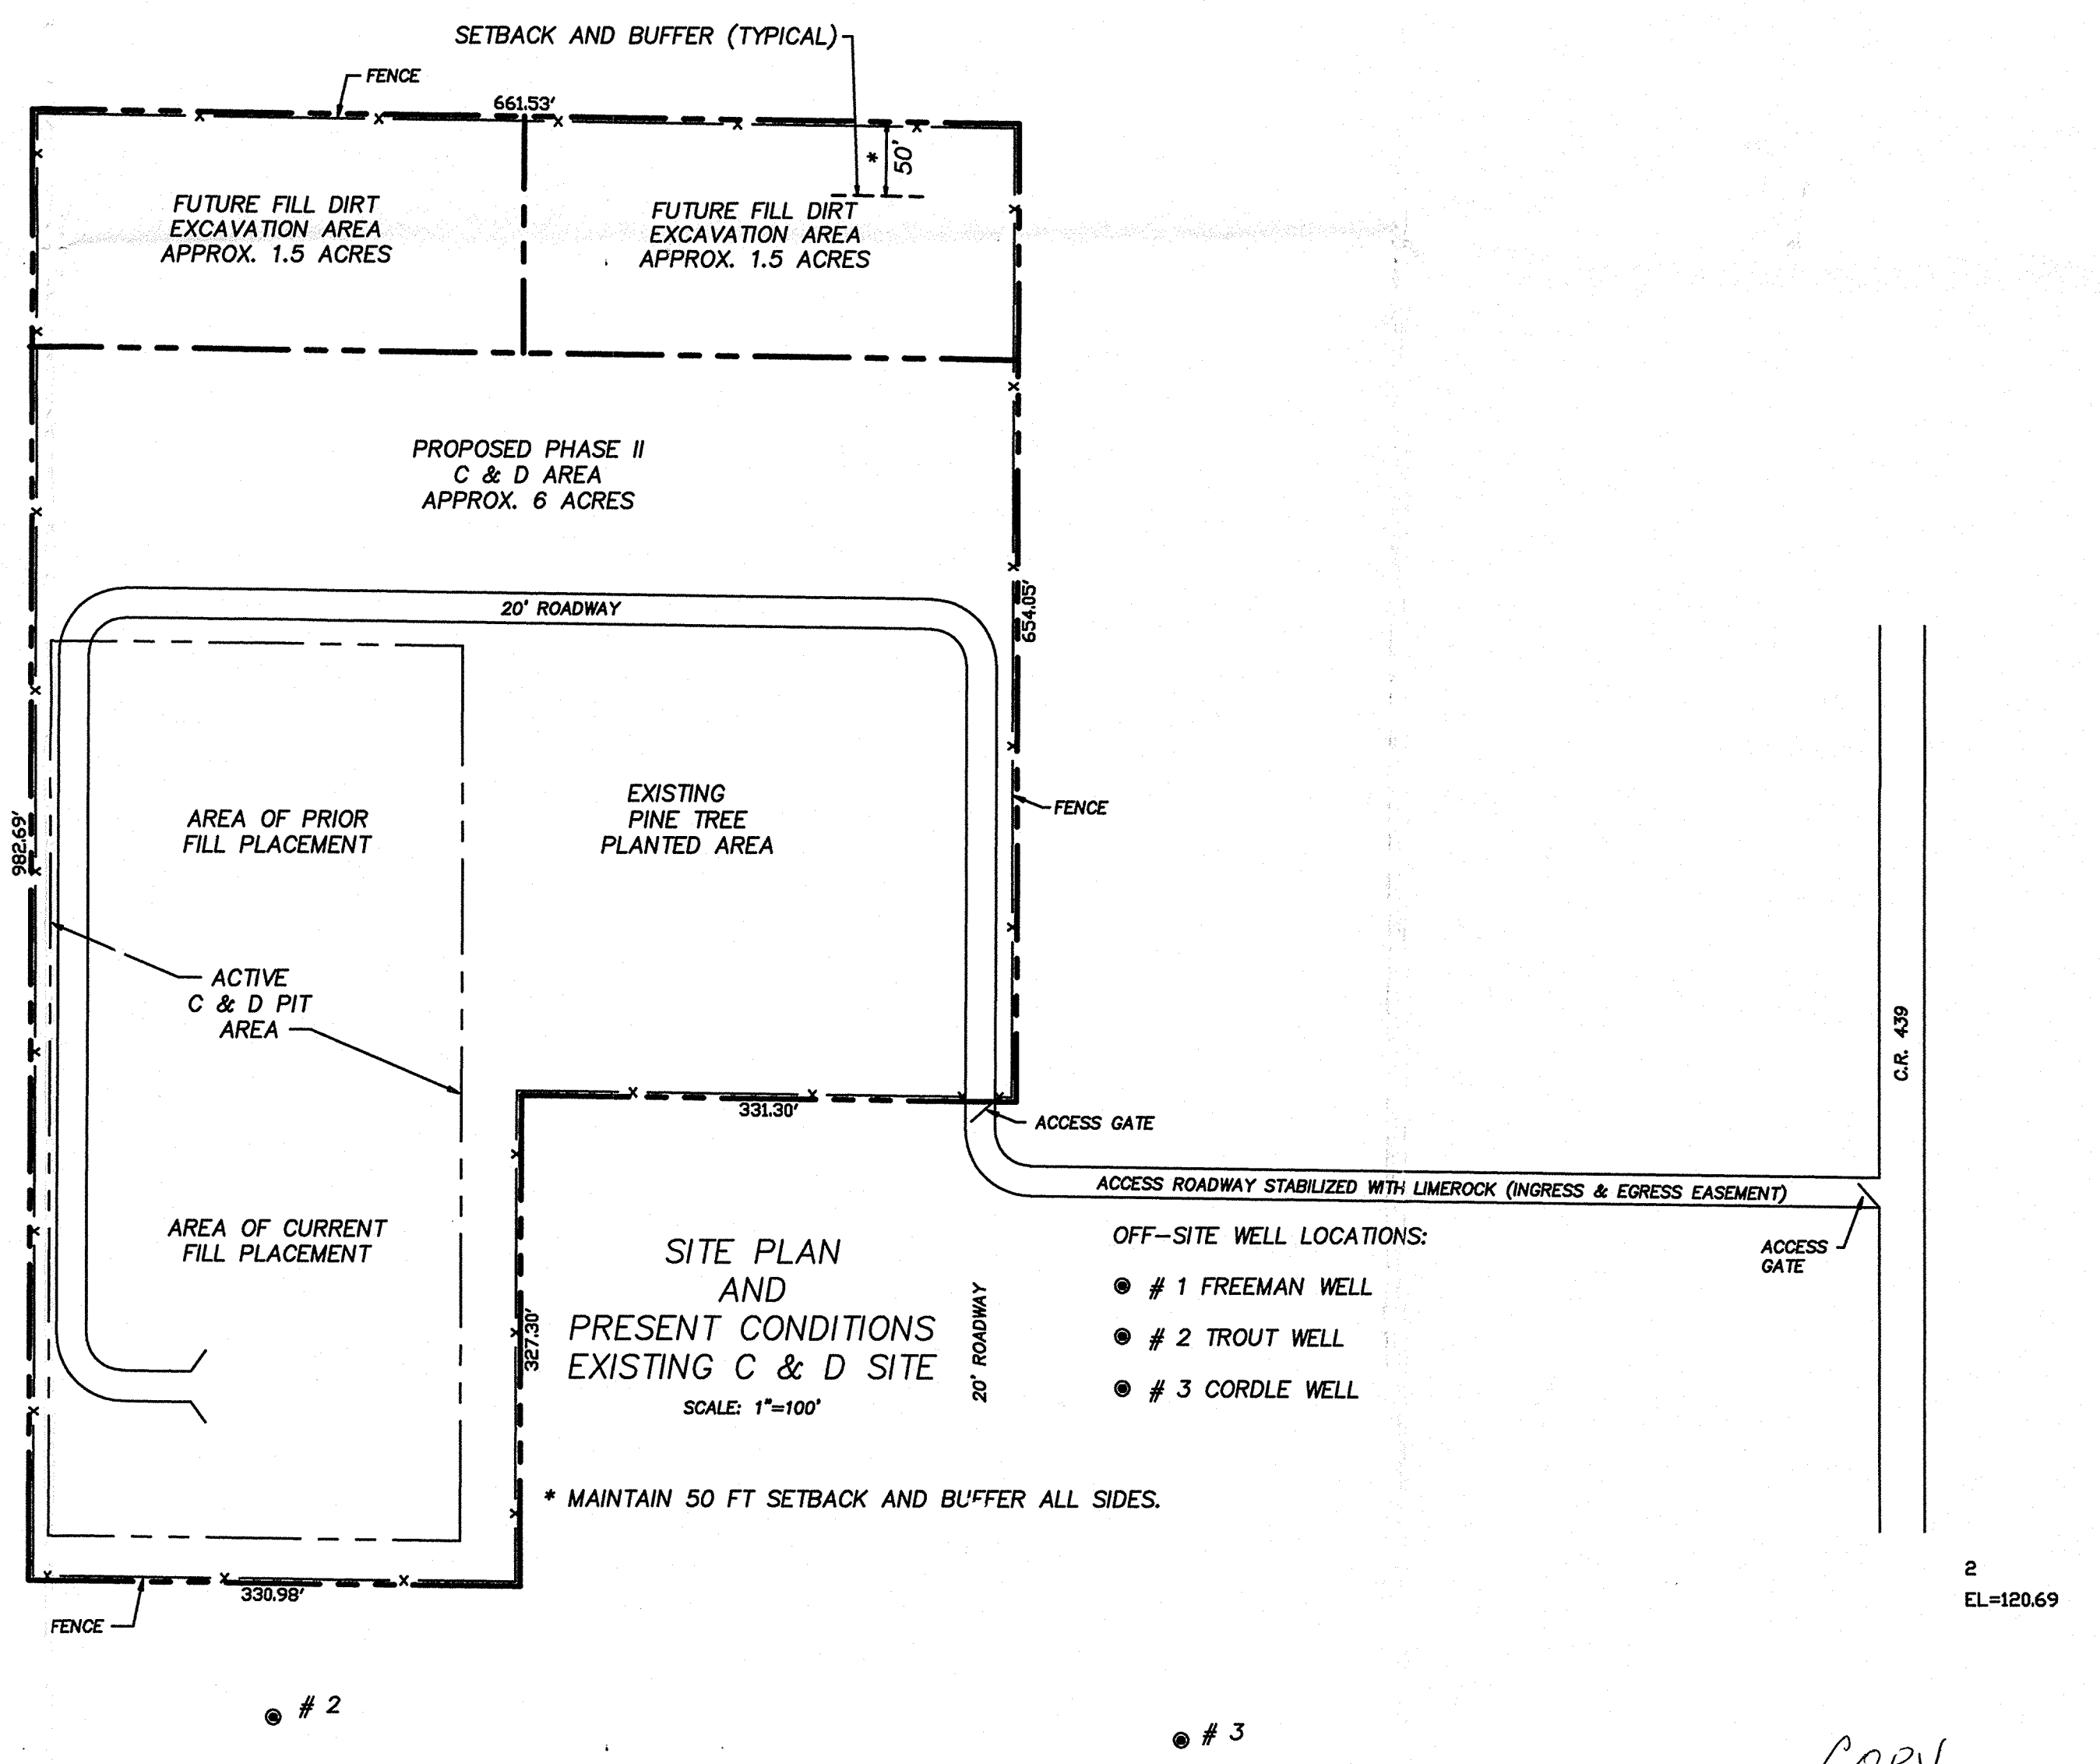 SETBACK AND BUFFER (TYPICAL)
FENCE
661.53'
*
50'
FUTURE FILL DIRT
EXCAVATION AREA
APPROX. 1.5 ACRES
FUTURE FILL DIRT
EXCAVATION AREA
APPROX. 1.5 ACRES
PROPOSED PHASE II
C & D AREA
APPROX. 6 ACRES
20' ROADWAY
654.05'
982.69'
AREA OF PRIOR
FILL PLACEMENT
EXISTING
PINE TREE
PLANTED AREA
FENCE
ACTIVE
C & D PIT
AREA
C.R. 439
331.30'
ACCESS GATE
ACCESS ROADWAY STABILIZED WITH LIMEROCK (INGRESS & EGRESS EASEMENT)
ACCESS
GATE
AREA OF CURRENT
FILL PLACEMENT
327.30'
SITE PLAN
AND
PRESENT CONDITIONS
EXISTING C & D SITE
SCALE: 1"=100'
20' ROADWAY
OFF-SITE WELL LOCATIONS:
# 1 FREEMAN WELL
# 2 TROUT WELL
# 3 CORDLE WELL
* MAINTAIN 50 FT SETBACK AND BUFFER ALL SIDES.
330.98'
FENCE
2
EL=120.69
# 2
# 3
COPY